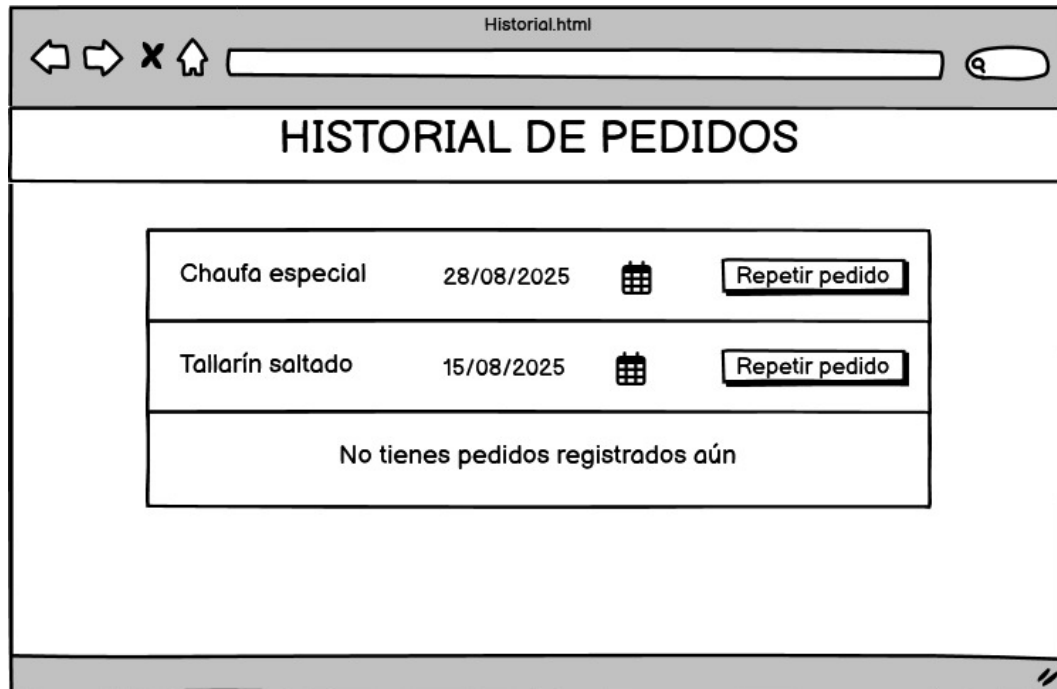 Historial.html
HISTORIAL DE PEDIDOS
Chaufa especial 28/08/2025 Repetir pedido
Tallarín saltado 15/08/2025 Repetir pedido
No tienes pedidos registrados aún